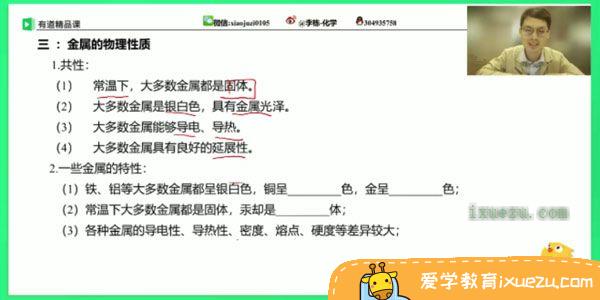 有道精品课
微信: xiaojuzi0105
@李栋-化学
304935758
三 ：金属的物理性质
1.共性：
(1) 常温下，大多数金属都是固体。
(2) 大多数金属是银白色，具有金属光泽。
(3) 大多数金属能够导电、导热。
(4) 大多数金属具有良好的延展性。
2.一些金属的特性：
(1) 铁、铝等大多数金属都呈银白色，铜呈________色，金呈________色；
(2) 常温下大多数金属都是固体，汞却是________体；
(3) 各种金属的导电性、导热性、密度、熔点、硬度等差异较大；
ixuezu.com
爱学教育ixuezu.com